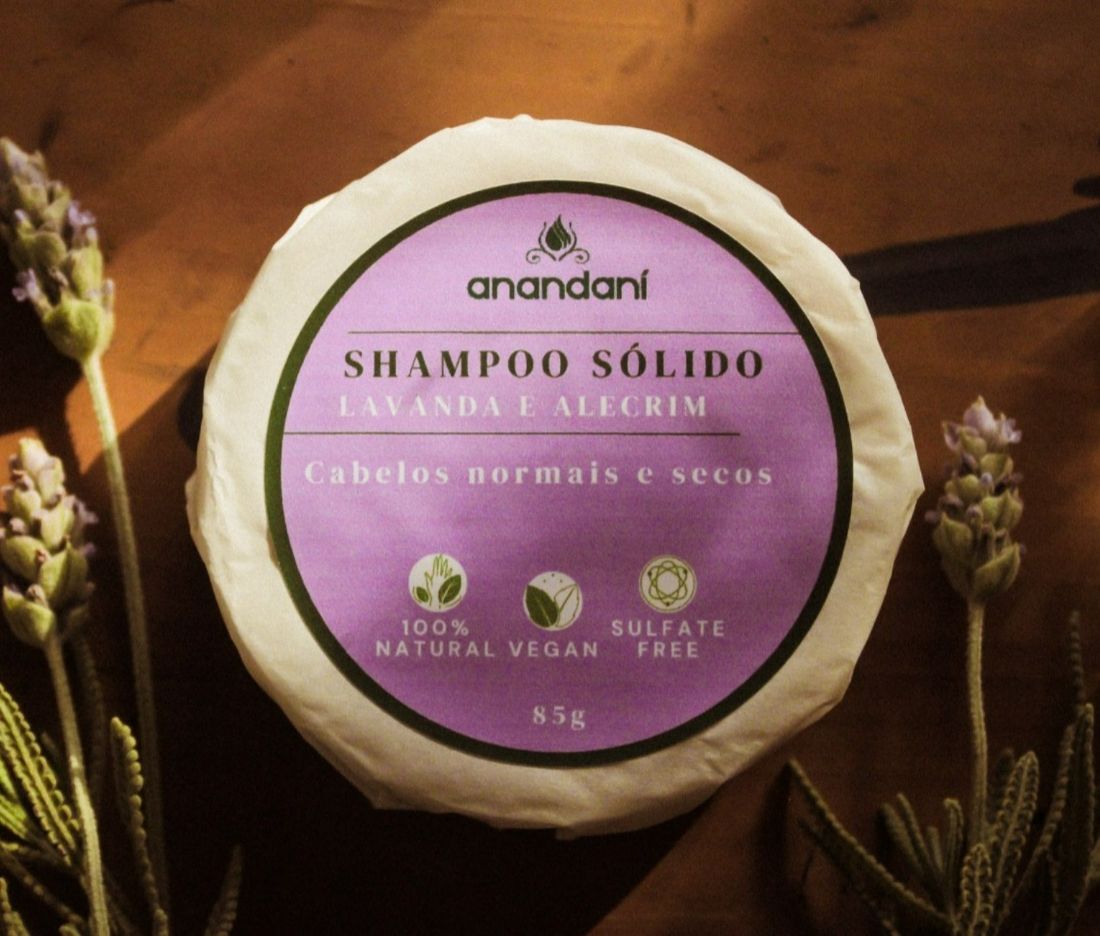 anandaní
SHAMPOO SÓLIDO
LAVANDA E ALECRIM
Cabelos normais e secos
100%
NATURAL
VEGAN
SULFATE
FREE
85g